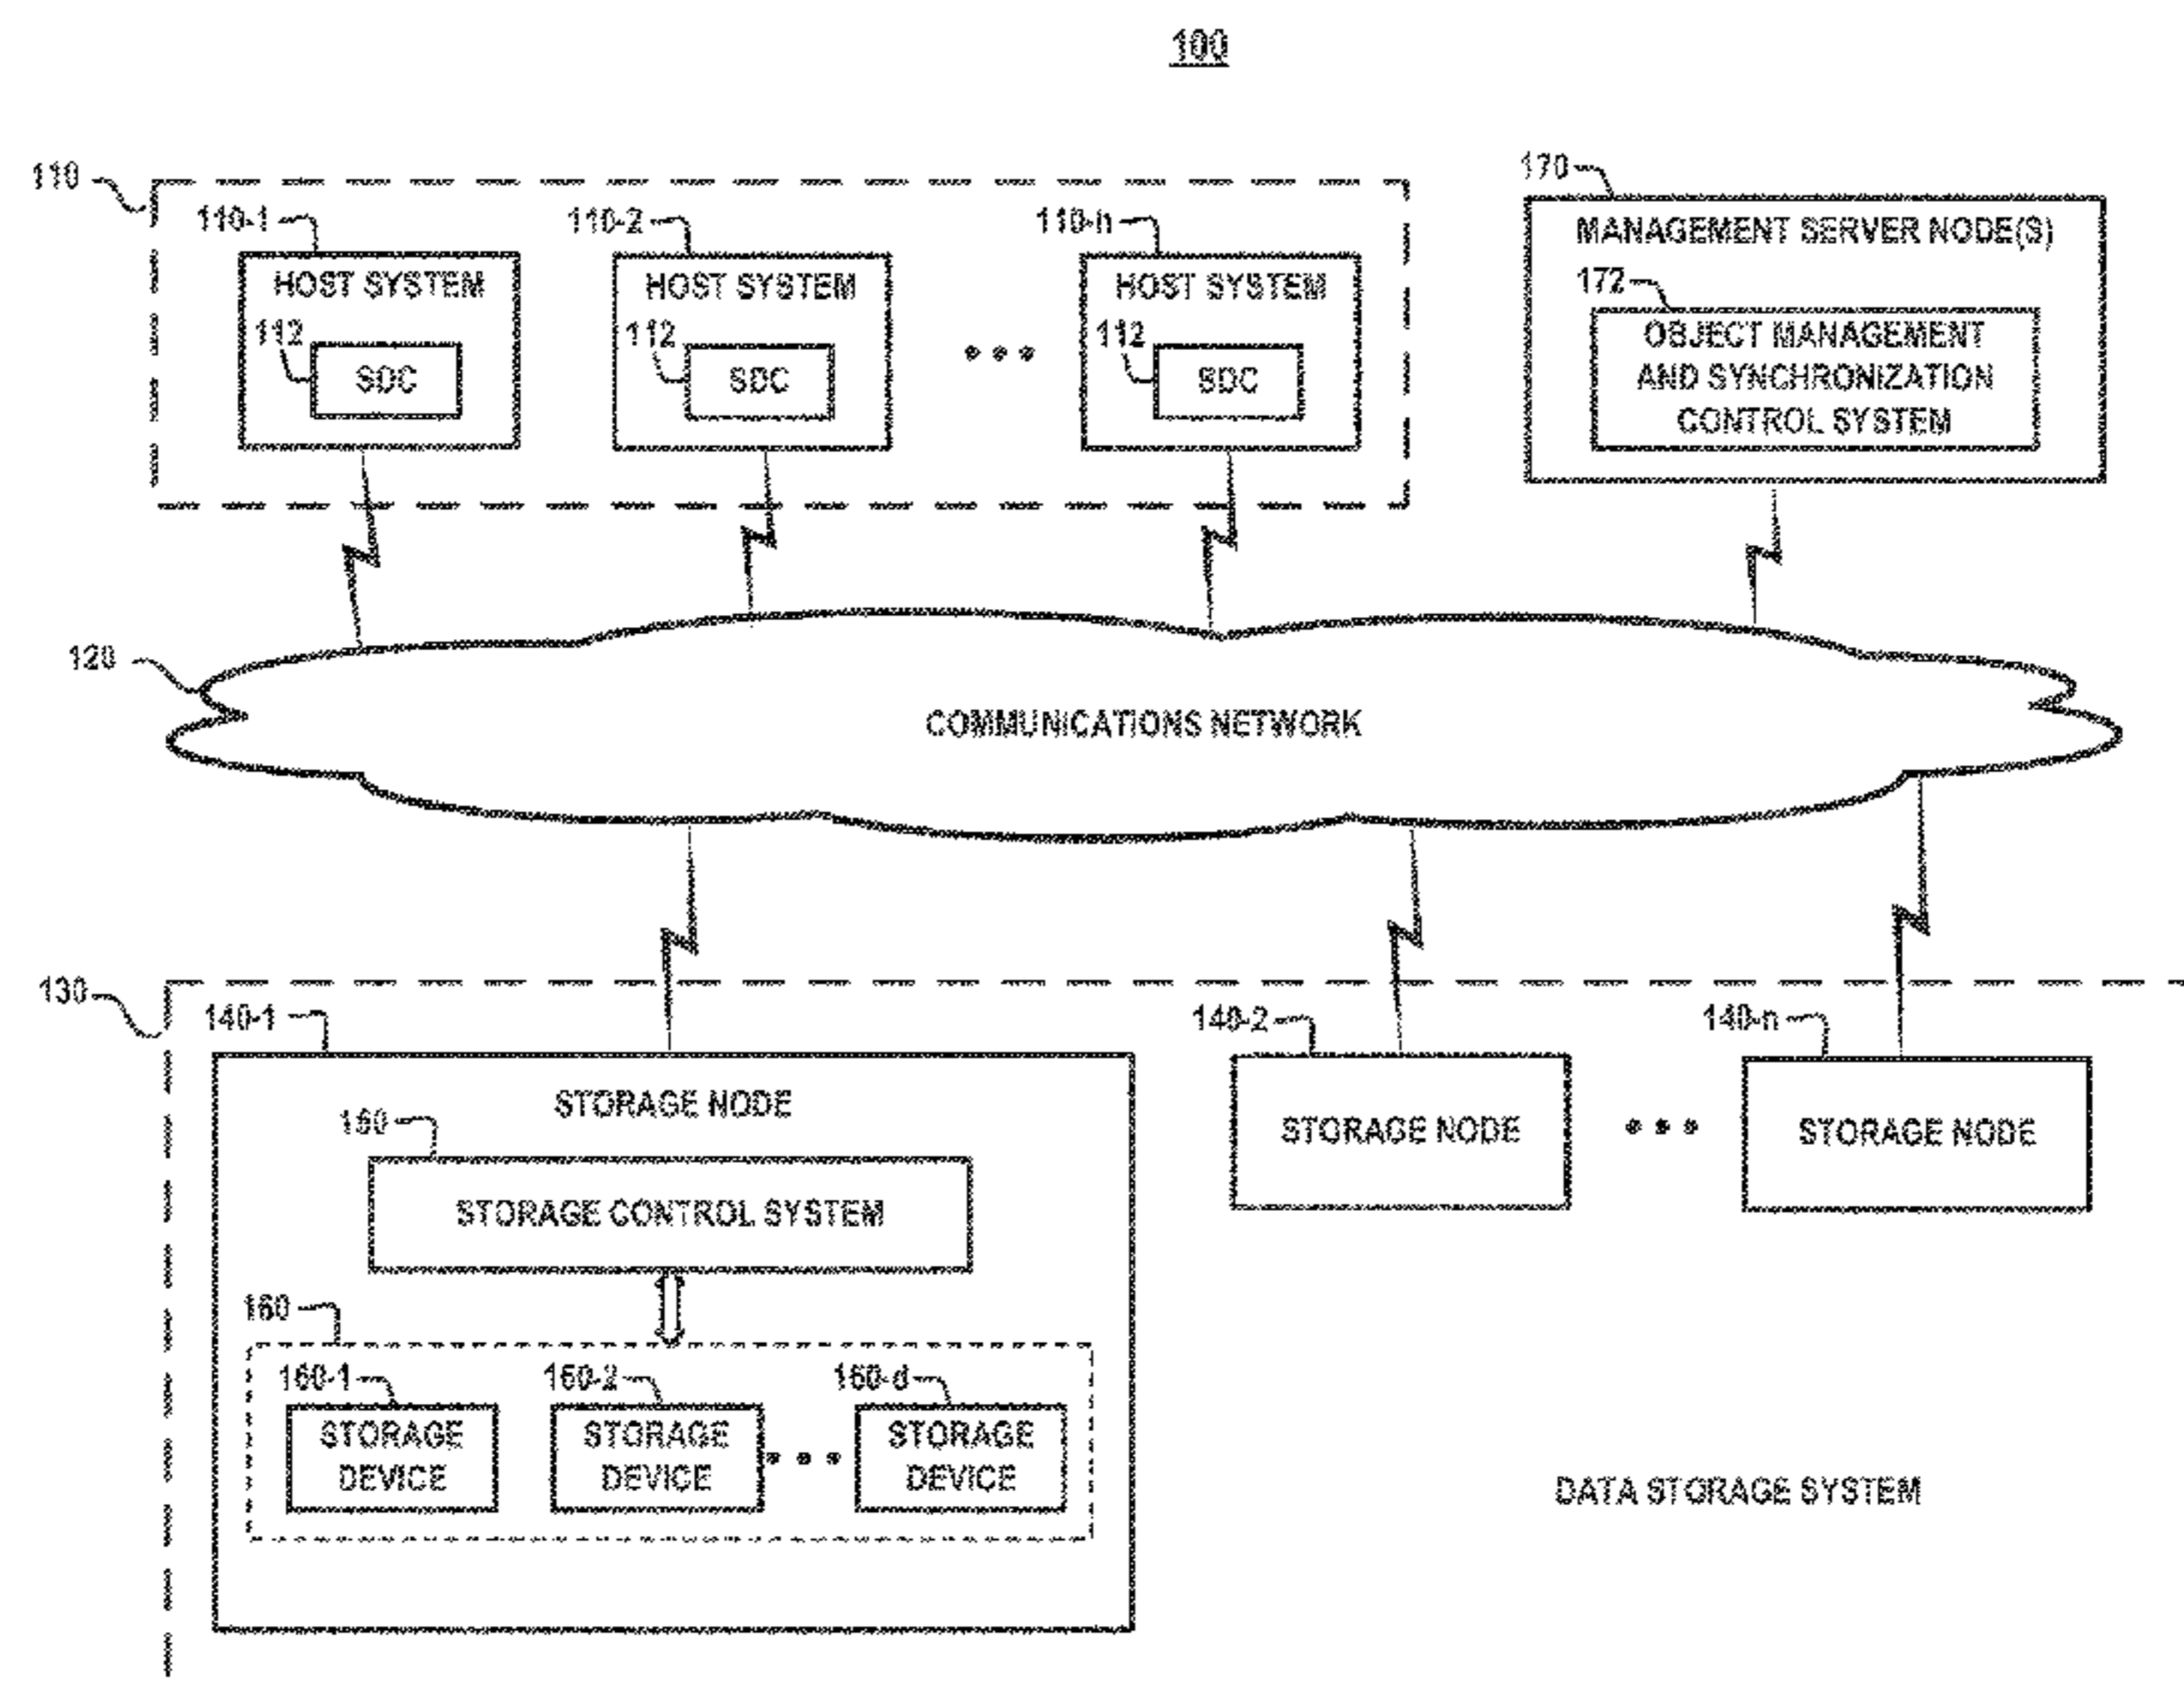 100
110
110-1
110-2
110-n
170
HOST SYSTEM
HOST SYSTEM
HOST SYSTEM
MANAGEMENT SERVER NODE(S)
112
SDC
112
SDC
112
SDC
172
OBJECT MANAGEMENT
AND SYNCHRONIZATION
CONTROL SYSTEM
120
COMMUNICATIONS NETWORK
130
140-1
140-2
140-n
STORAGE NODE
STORAGE NODE
STORAGE NODE
STORAGE CONTROL SYSTEM
160
160-1
160-2
160-d
STORAGE
DEVICE
STORAGE
DEVICE
STORAGE
DEVICE
DATA STORAGE SYSTEM